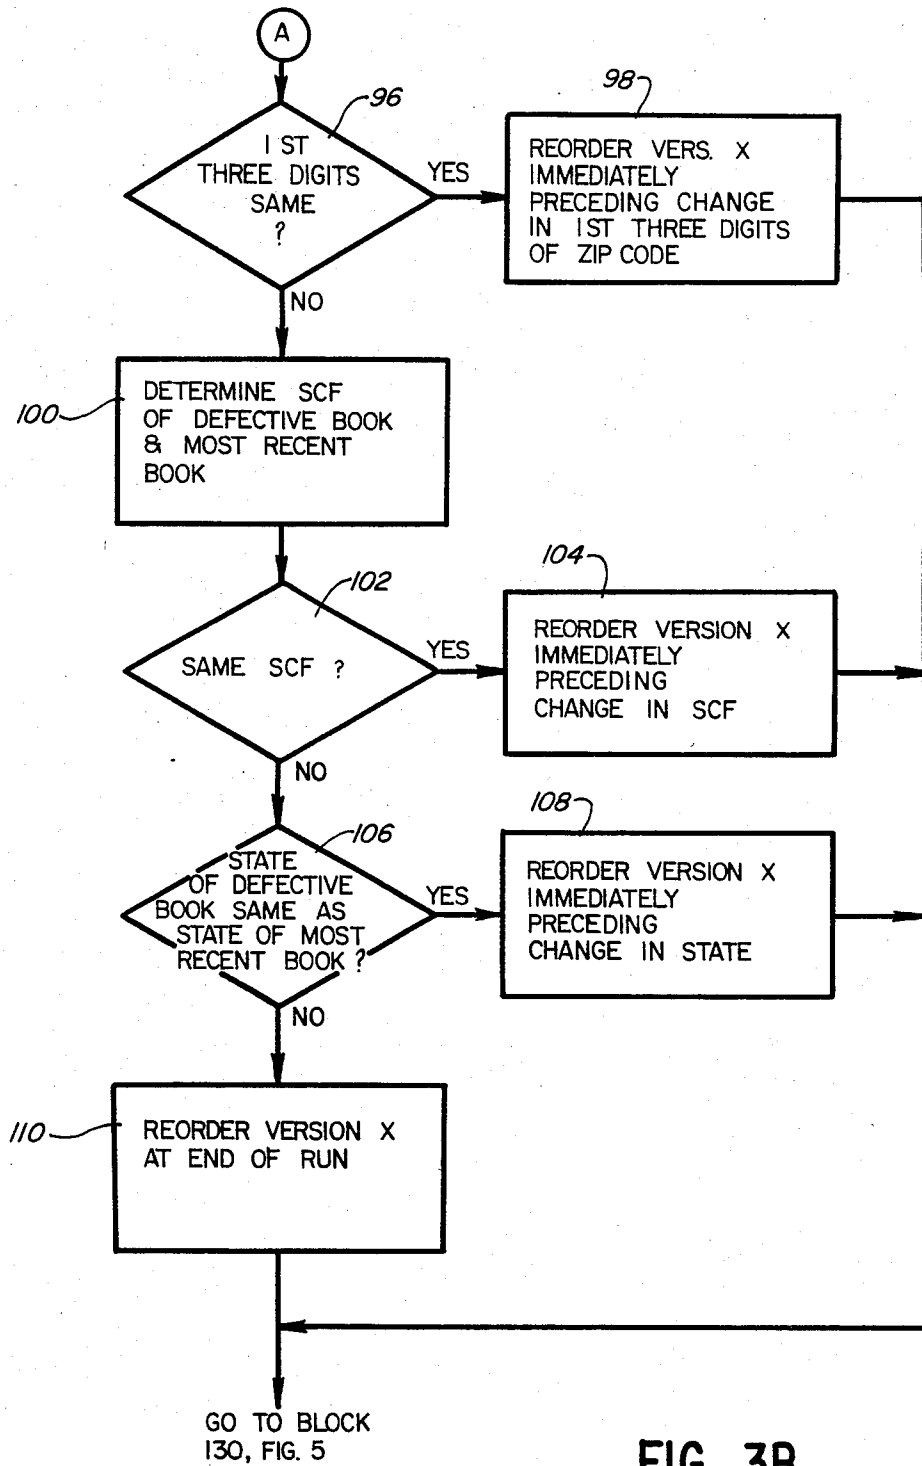 A
96
1ST
THREE DIGITS
SAME
?
YES
98
REORDER VERS. X
IMMEDIATELY
PRECEDING CHANGE
IN 1ST THREE DIGITS
OF ZIP CODE
NO
100
DETERMINE SCF
OF DEFECTIVE BOOK
& MOST RECENT
BOOK
102
SAME SCF ?
YES
104
REORDER VERSION X
IMMEDIATELY
PRECEDING
CHANGE IN SCF
NO
106
STATE
OF DEFECTIVE
BOOK SAME AS
STATE OF MOST
RECENT BOOK ?
YES
108
REORDER VERSION X
IMMEDIATELY
PRECEDING
CHANGE IN STATE
NO
110
REORDER VERSION X
AT END OF RUN
GO TO BLOCK
130, FIG. 5
FIG. 3B